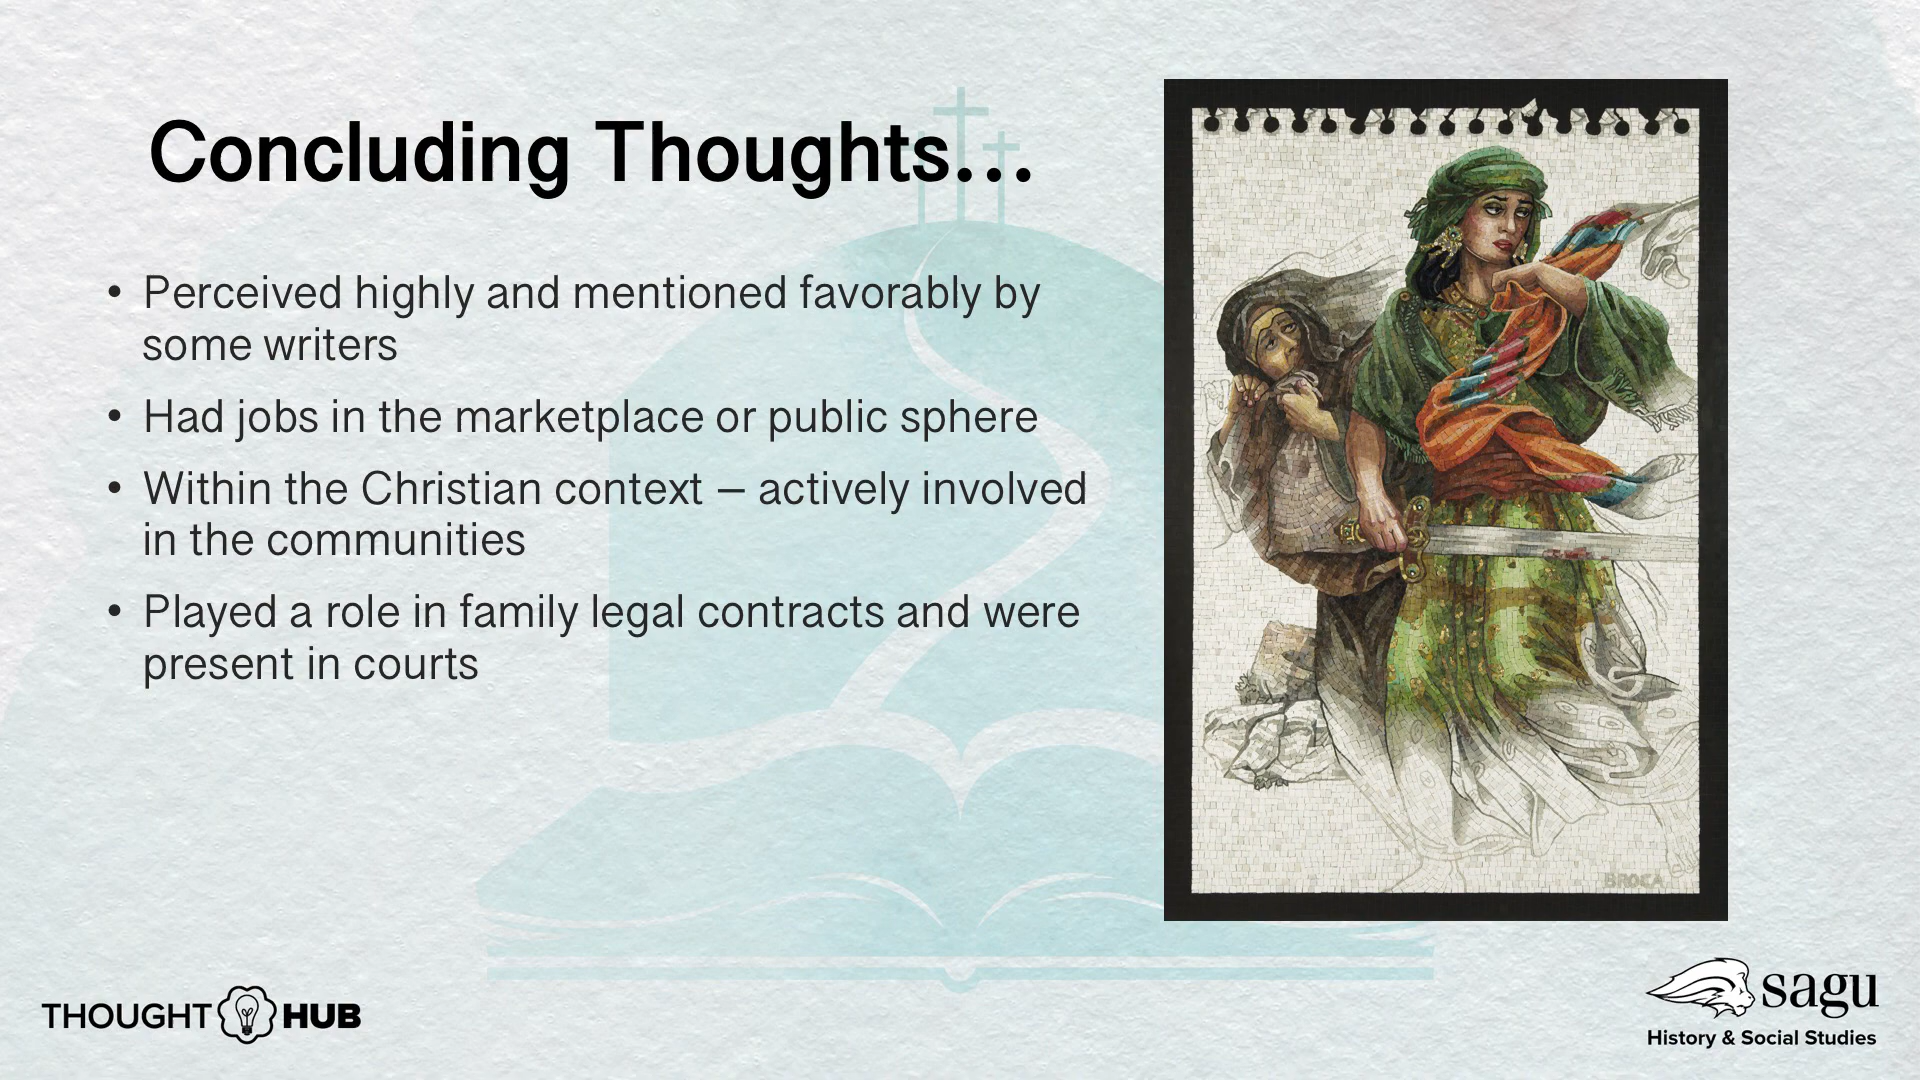 Concluding Thoughts…
• Perceived highly and mentioned favorably by
some writers
• Had jobs in the marketplace or public sphere
• Within the Christian context – actively involved
in the communities
• Played a role in family legal contracts and were
present in courts
BROCA
THOUGHT HUB
sagu
History & Social Studies